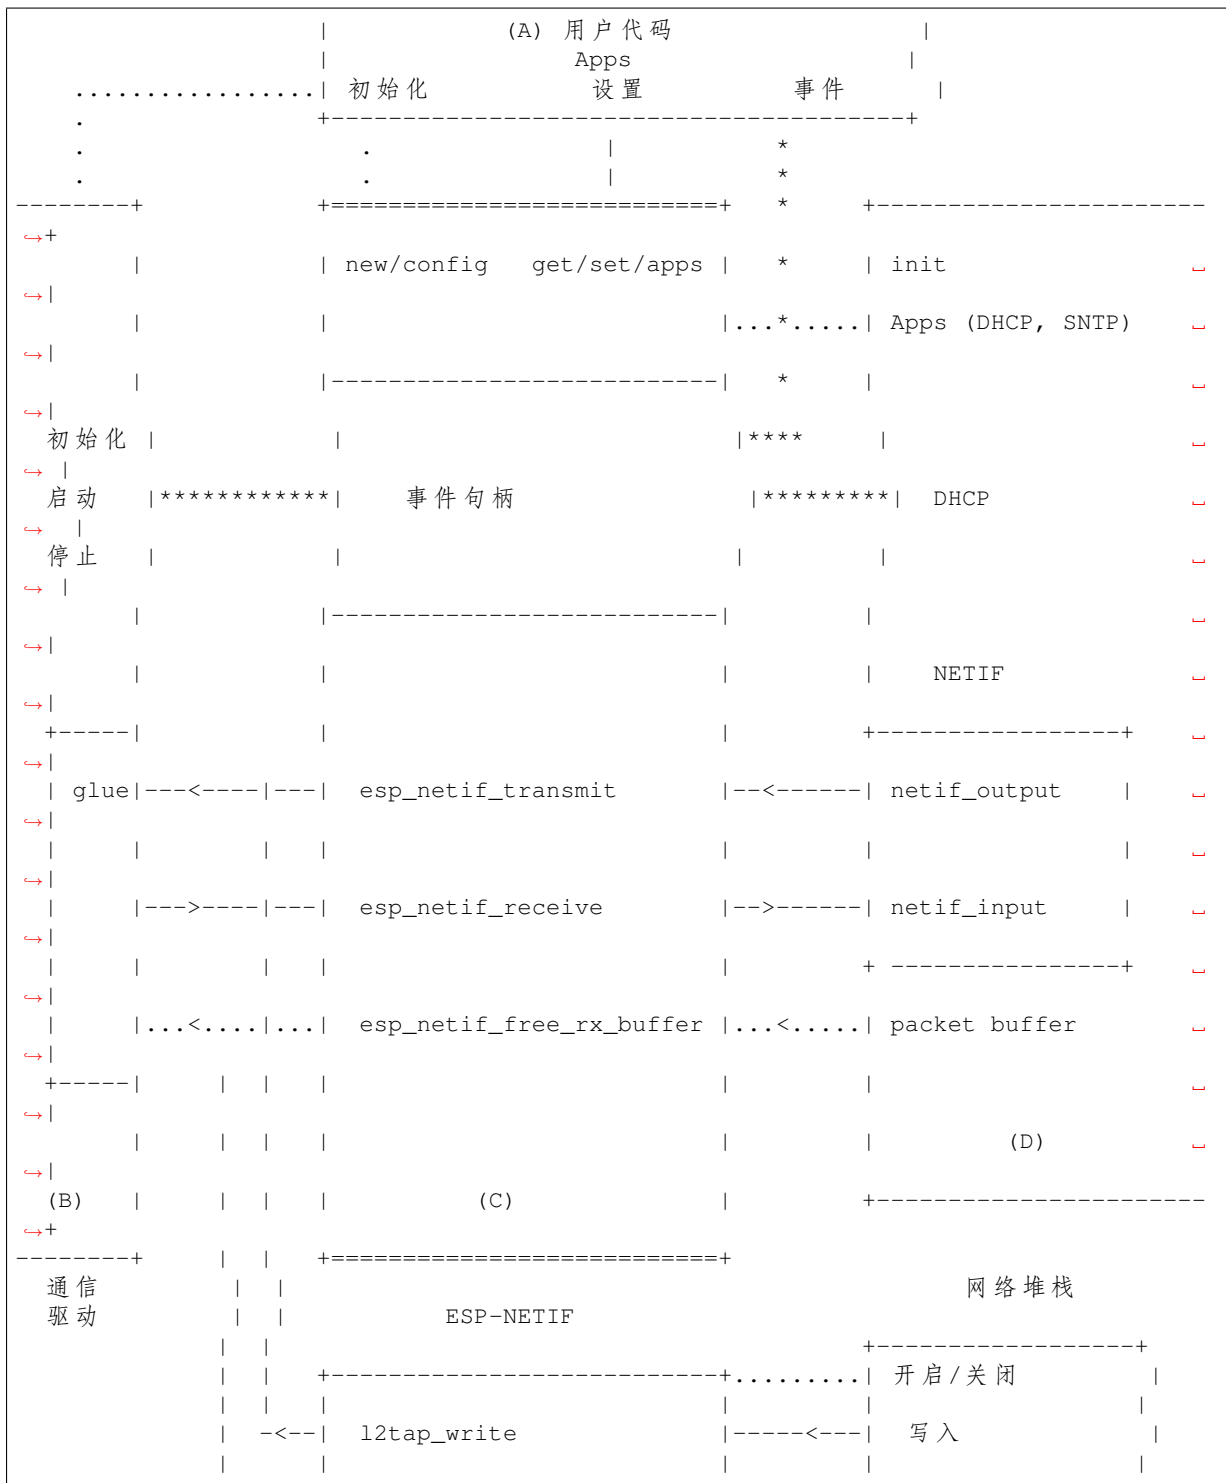 |            (A) 用户代码                 |
|                 Apps                   |
.................| 初始化           设置          事件      |
.                +----------------------------------------+
.                    .                |           *
.                    .                |           *
--------+             +===========================+   *     +-----------------------
↪+
|            | new/config   get/set/apps |   *     | init                 ␣
↪|
|            |                           |...*.....| Apps (DHCP, SNTP)    ␣
↪|
|            |---------------------------|   *     |                      ␣
↪|
初始化 |            |                           |****     |                      ␣
↪ |
启动   |************|    事件句柄                |*********|  DHCP                ␣
↪  |
停止   |            |                           |         |                      ␣
↪ |
|            |---------------------------|         |                      ␣
↪|
|            |                           |         |   NETIF              ␣
↪|
+-----|            |                           |         +-----------------+    ␣
↪|
| glue|---<----|---|  esp_netif_transmit       |--<------| netif_output    |    ␣
↪|
|     |        |   |                           |         |                 |    ␣
↪|
|     |--->----|---|  esp_netif_receive        |-->------| netif_input     |    ␣
↪|
|     |        |   |                           |         + ----------------+    ␣
↪|
|     |...<....|...|  esp_netif_free_rx_buffer |...<.....| packet buffer        ␣
↪|
+-----|     |  |   |                           |         |                      ␣
↪|
|     |  |   |                           |         |         (D)          ␣
↪|
(B)   |     |  |   |          (C)              |         +-----------------------
↪+
--------+     |  |   +===========================+
通信         |  |                                                网络堆栈
驱动         |  |           ESP-NETIF
|  |                                         +------------------+
|  |   +---------------------------+.........| 开启/关闭         |
|  |   |                           |         |                  |
|  -<--|  l2tap_write              |-----<---|  写入             |
|      |                           |         |                  |